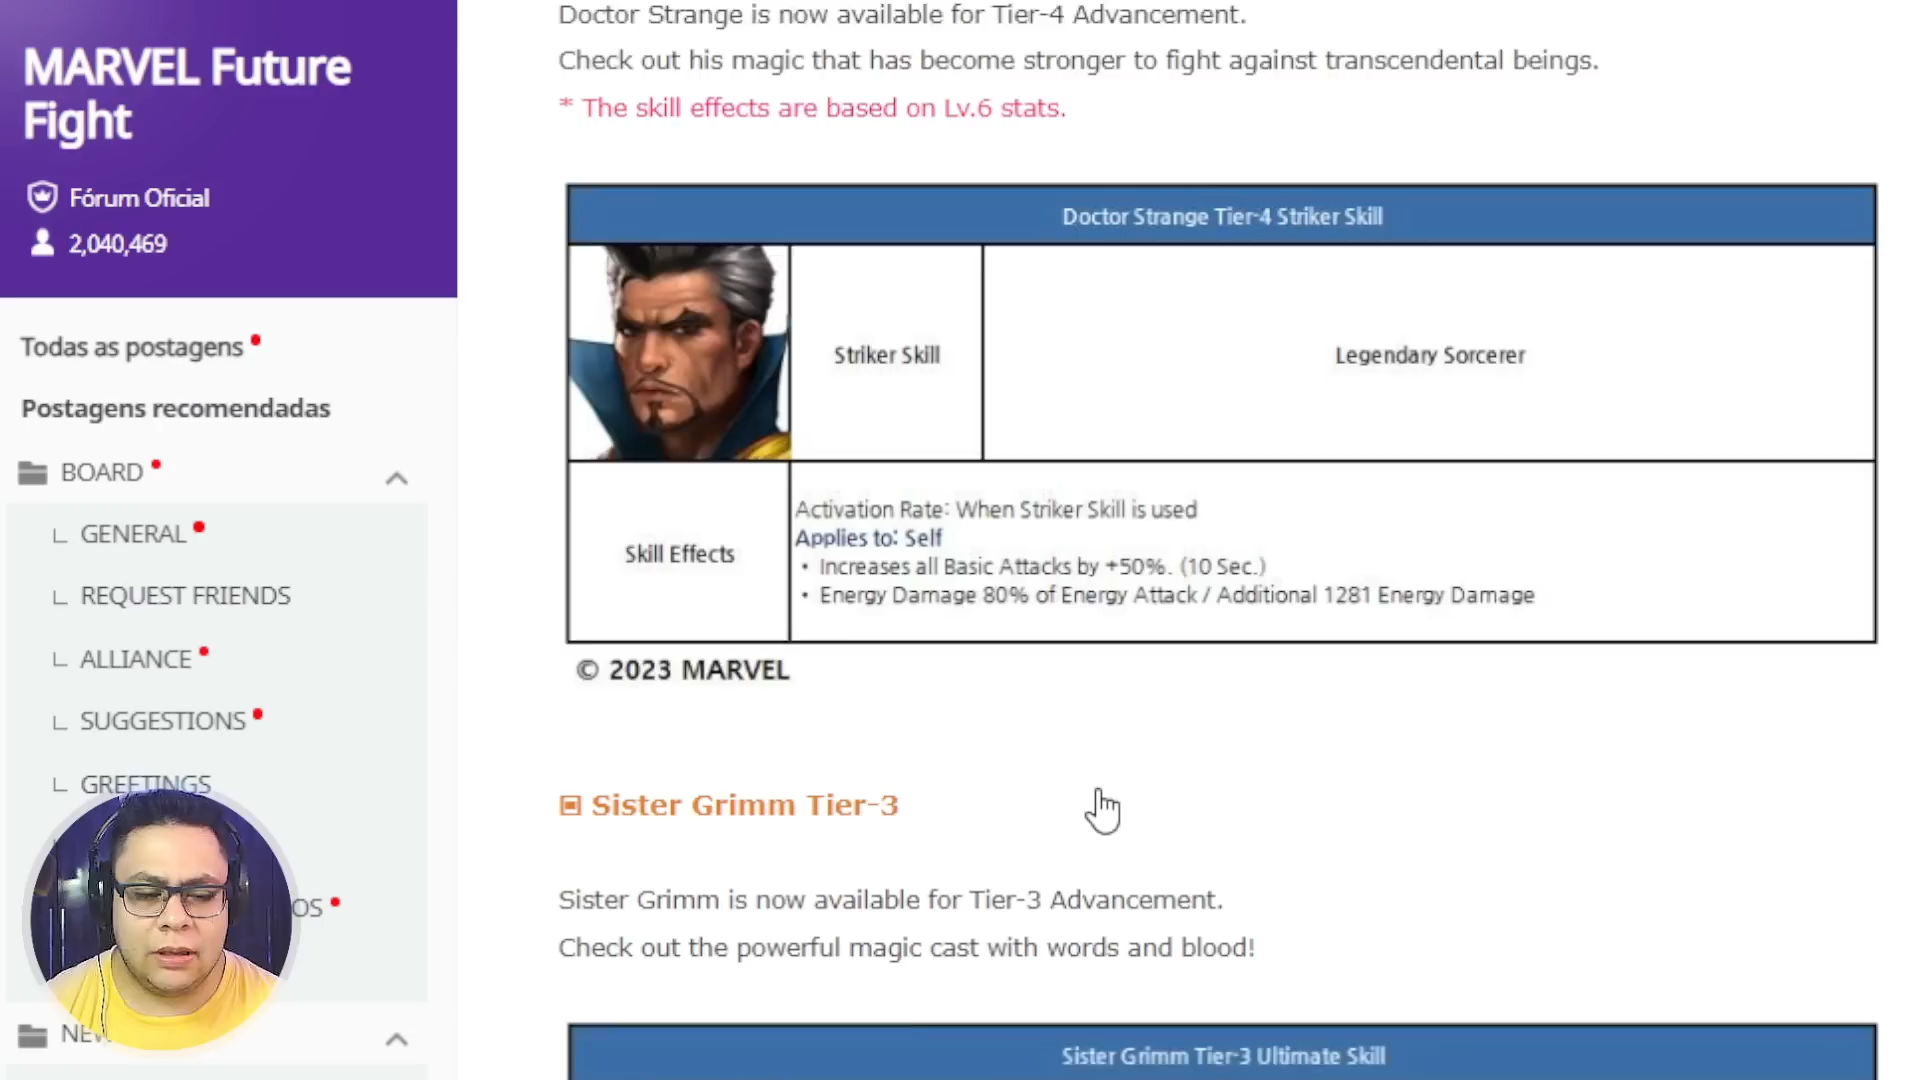 MARVEL Future
Fight
Fórum Oficial
2,040,469
Todas as postagens
Postagens recomendadas
BOARD
GENERAL
REQUEST FRIENDS
ALLIANCE
SUGGESTIONS
GREETINGS
Doctor Strange is now available for Tier-4 Advancement.
Check out his magic that has become stronger to fight against transcendental beings.
* The skill effects are based on Lv.6 stats.
Doctor Strange Tier-4 Striker Skill
Striker Skill
Legendary Sorcerer
Skill Effects
Activation Rate: When Striker Skill is used
Applies to: Self
• Increases all Basic Attacks by +50%. (10 Sec.)
• Energy Damage 80% of Energy Attack / Additional 1281 Energy Damage
© 2023 MARVEL
Sister Grimm Tier-3
Sister Grimm is now available for Tier-3 Advancement.
Check out the powerful magic cast with words and blood!
Sister Grimm Tier-3 Ultimate Skill